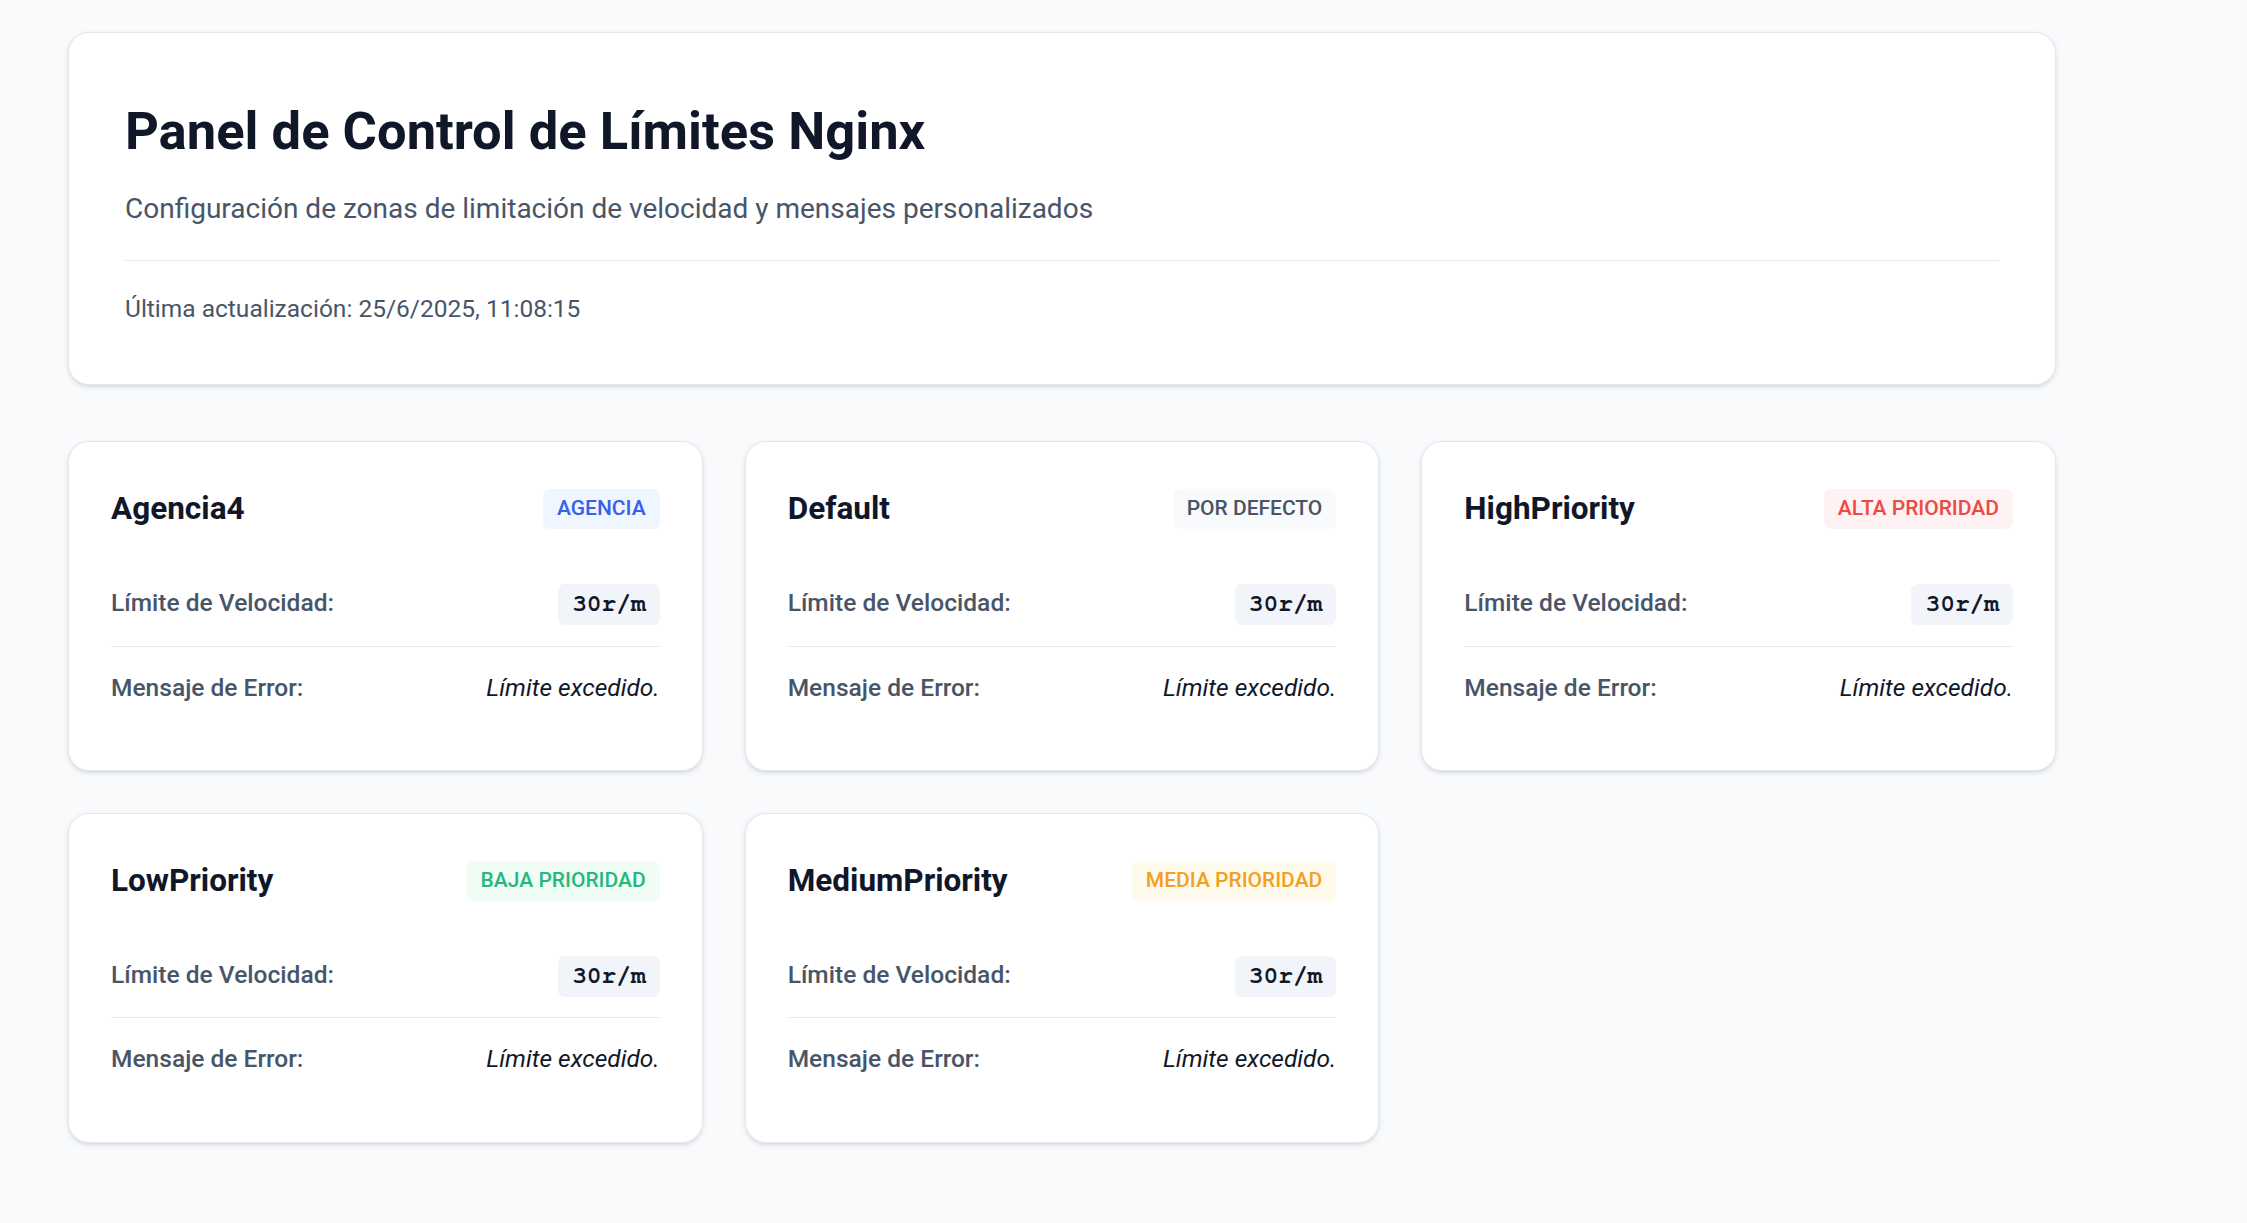 Panel de Control de Límites Nginx
Configuración de zonas de limitación de velocidad y mensajes personalizados
Última actualización: 25/6/2025, 11:08:15
Agencia4 AGENCIA
Límite de Velocidad: 30r/m
Mensaje de Error: Límite excedido.
Default POR DEFECTO
Límite de Velocidad: 30r/m
Mensaje de Error: Límite excedido.
HighPriority ALTA PRIORIDAD
Límite de Velocidad: 30r/m
Mensaje de Error: Límite excedido.
LowPriority BAJA PRIORIDAD
Límite de Velocidad: 30r/m
Mensaje de Error: Límite excedido.
MediumPriority MEDIA PRIORIDAD
Límite de Velocidad: 30r/m
Mensaje de Error: Límite excedido.